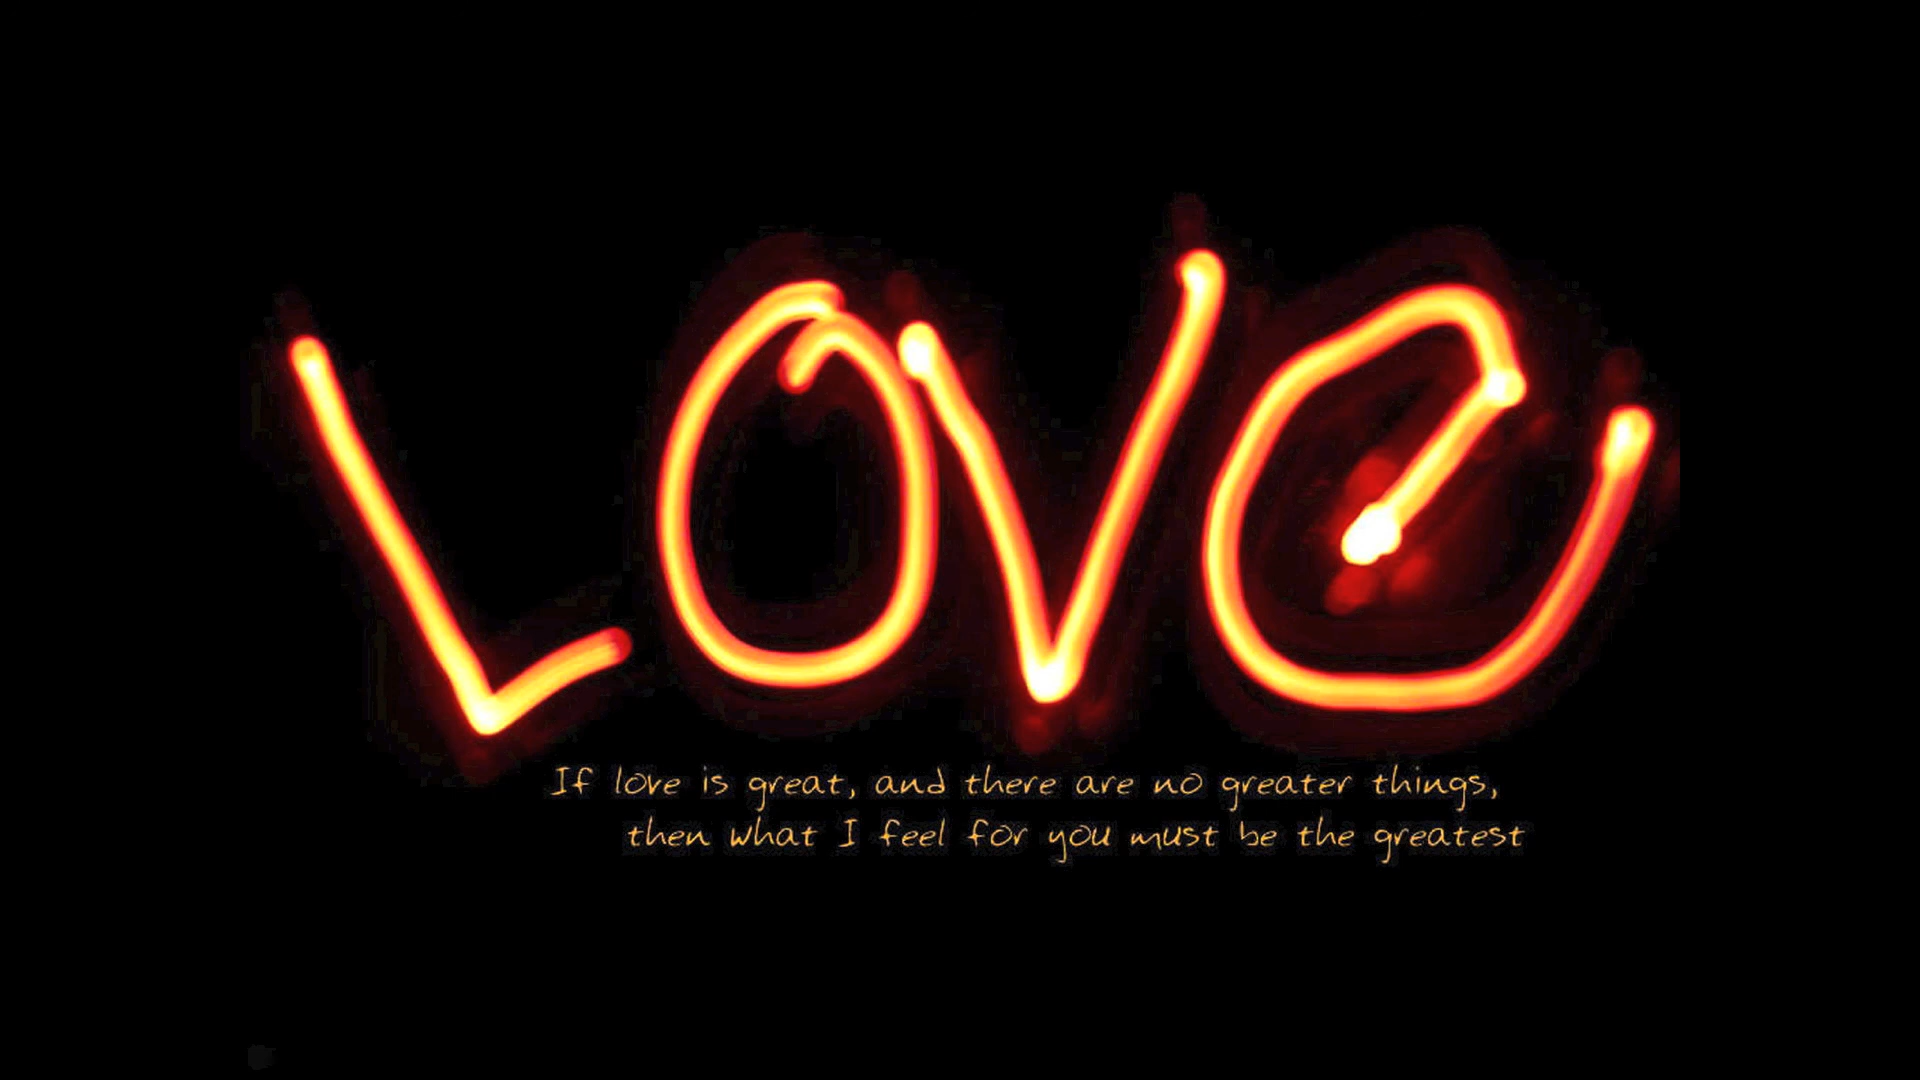 LOVe
If love is great, and there are no greater things,
then what I feel for you must be the greatest